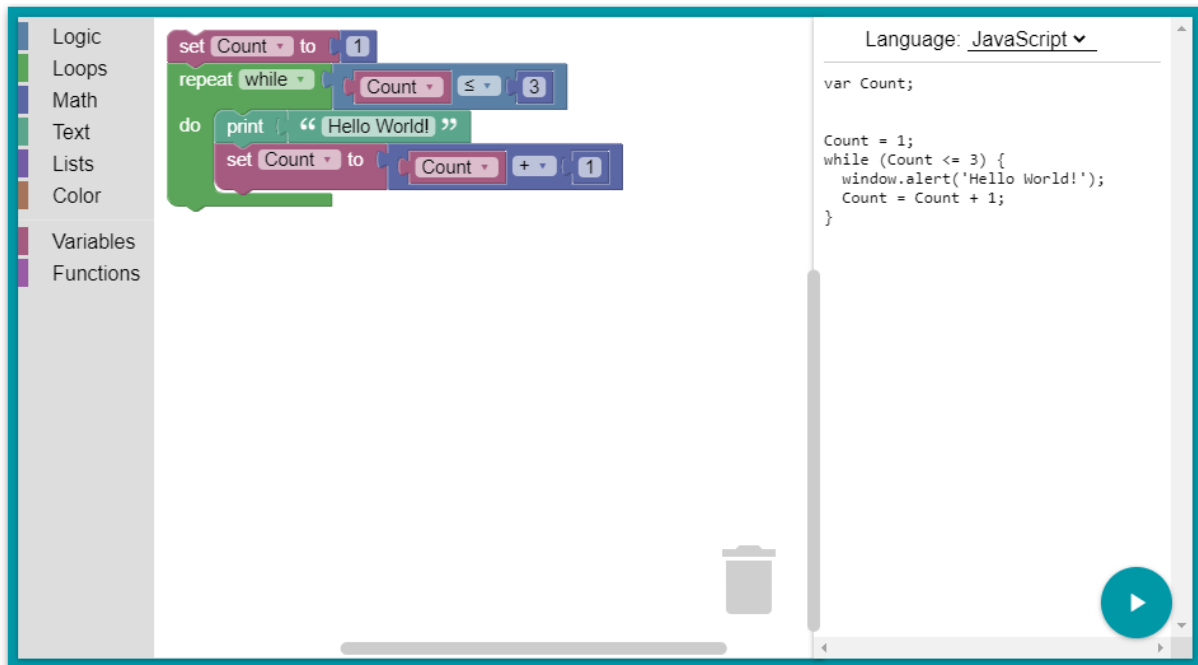 Logic
Loops
Math
Text
Lists
Color
Variables
Functions
set Count to 1
repeat while Count ≤ 3
do print “ Hello World! ”
set Count to Count + 1
Language: JavaScript
var Count;
Count = 1;
while (Count <= 3) {
  window.alert('Hello World!');
  Count = Count + 1;
}